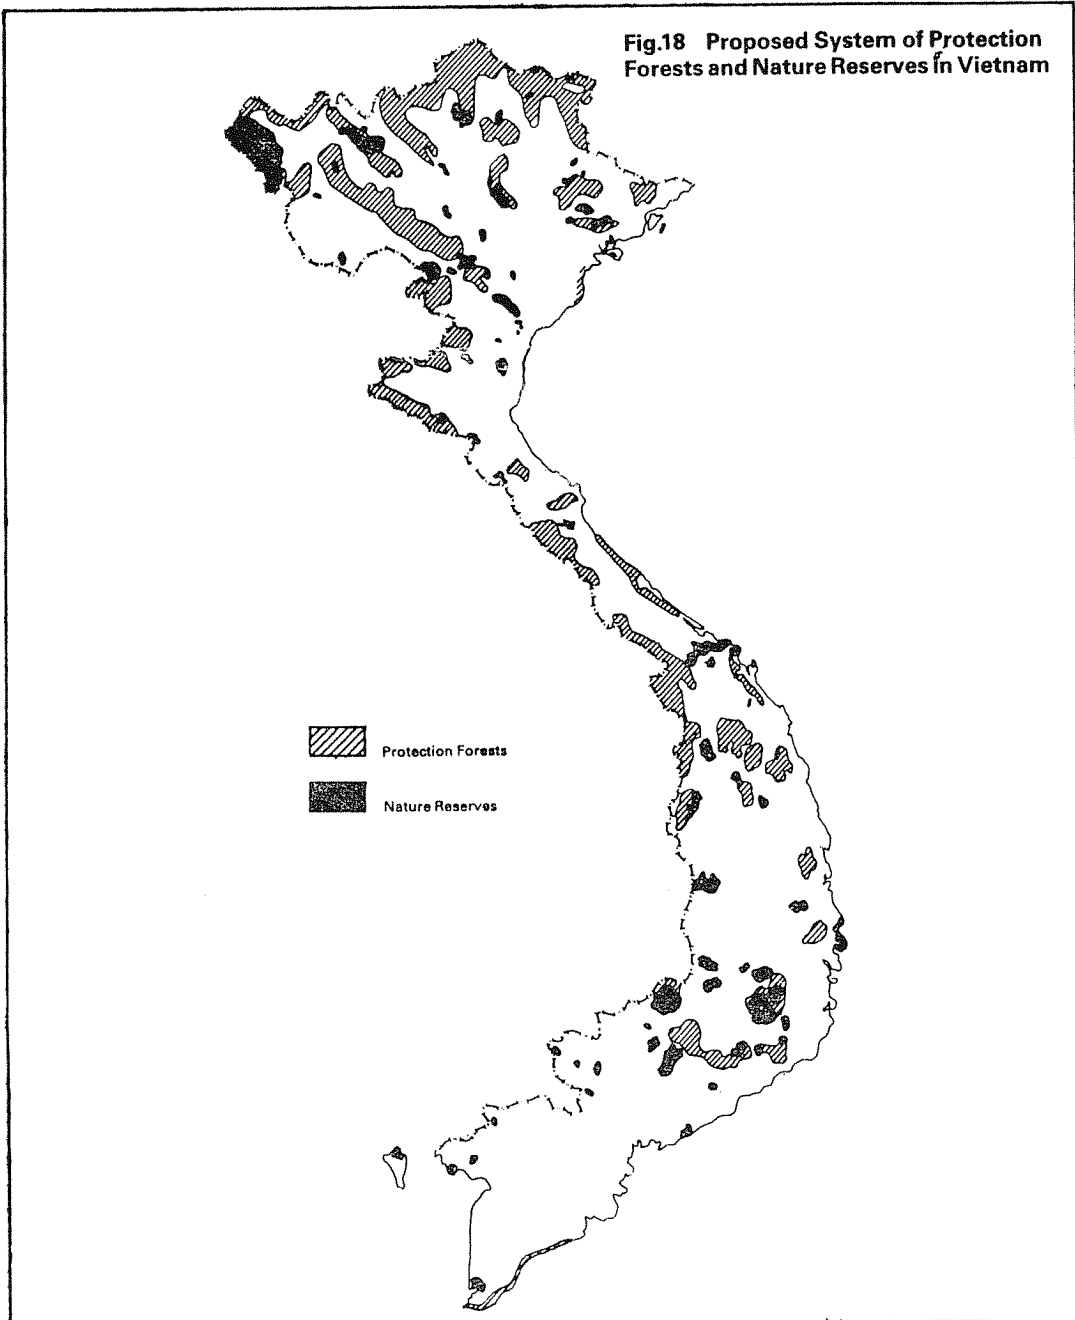 Fig.18 Proposed System of Protection
Forests and Nature Reserves in Vietnam
Protection Forests
Nature Reserves